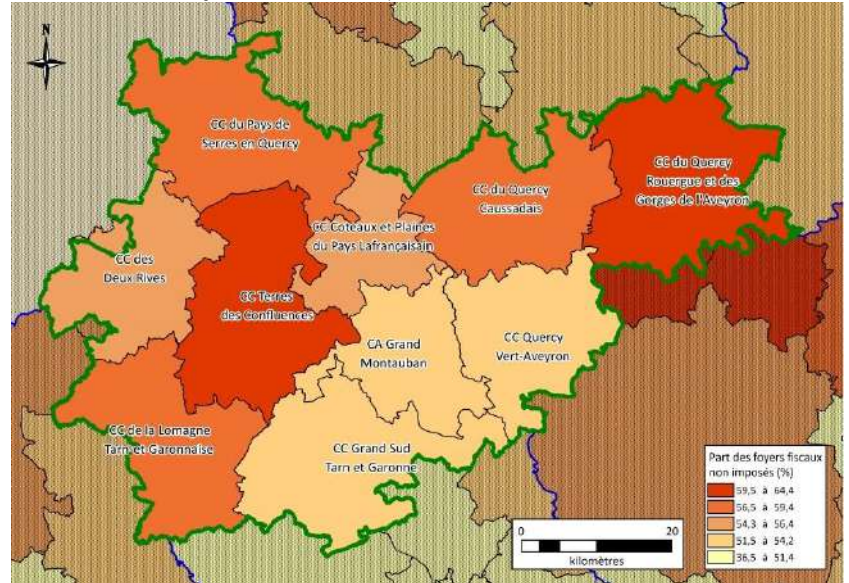 N
CC du Pays de
Serres en Quercy
CC du Quercy
Rouergue et des
Gorges de l'Aveyron
CC du Quercy
Caussadais
CC Coteaux et Plaines
du Pays Lafrançaisain
CC des
Deux Rives
CC Terres
des Confluences
CA Grand
Montauban
CC Quercy
Vert-Aveyron
CC de la Lomagne
Tarn et Garonnaise
CC Grand Sud
Tarn et Garonne
Part des foyers fiscaux
non imposés (%)
59,5 à 64,4
56,5 à 59,4
54,3 à 56,4
51,5 à 54,2
36,5 à 51,4
0 20
kilomètres